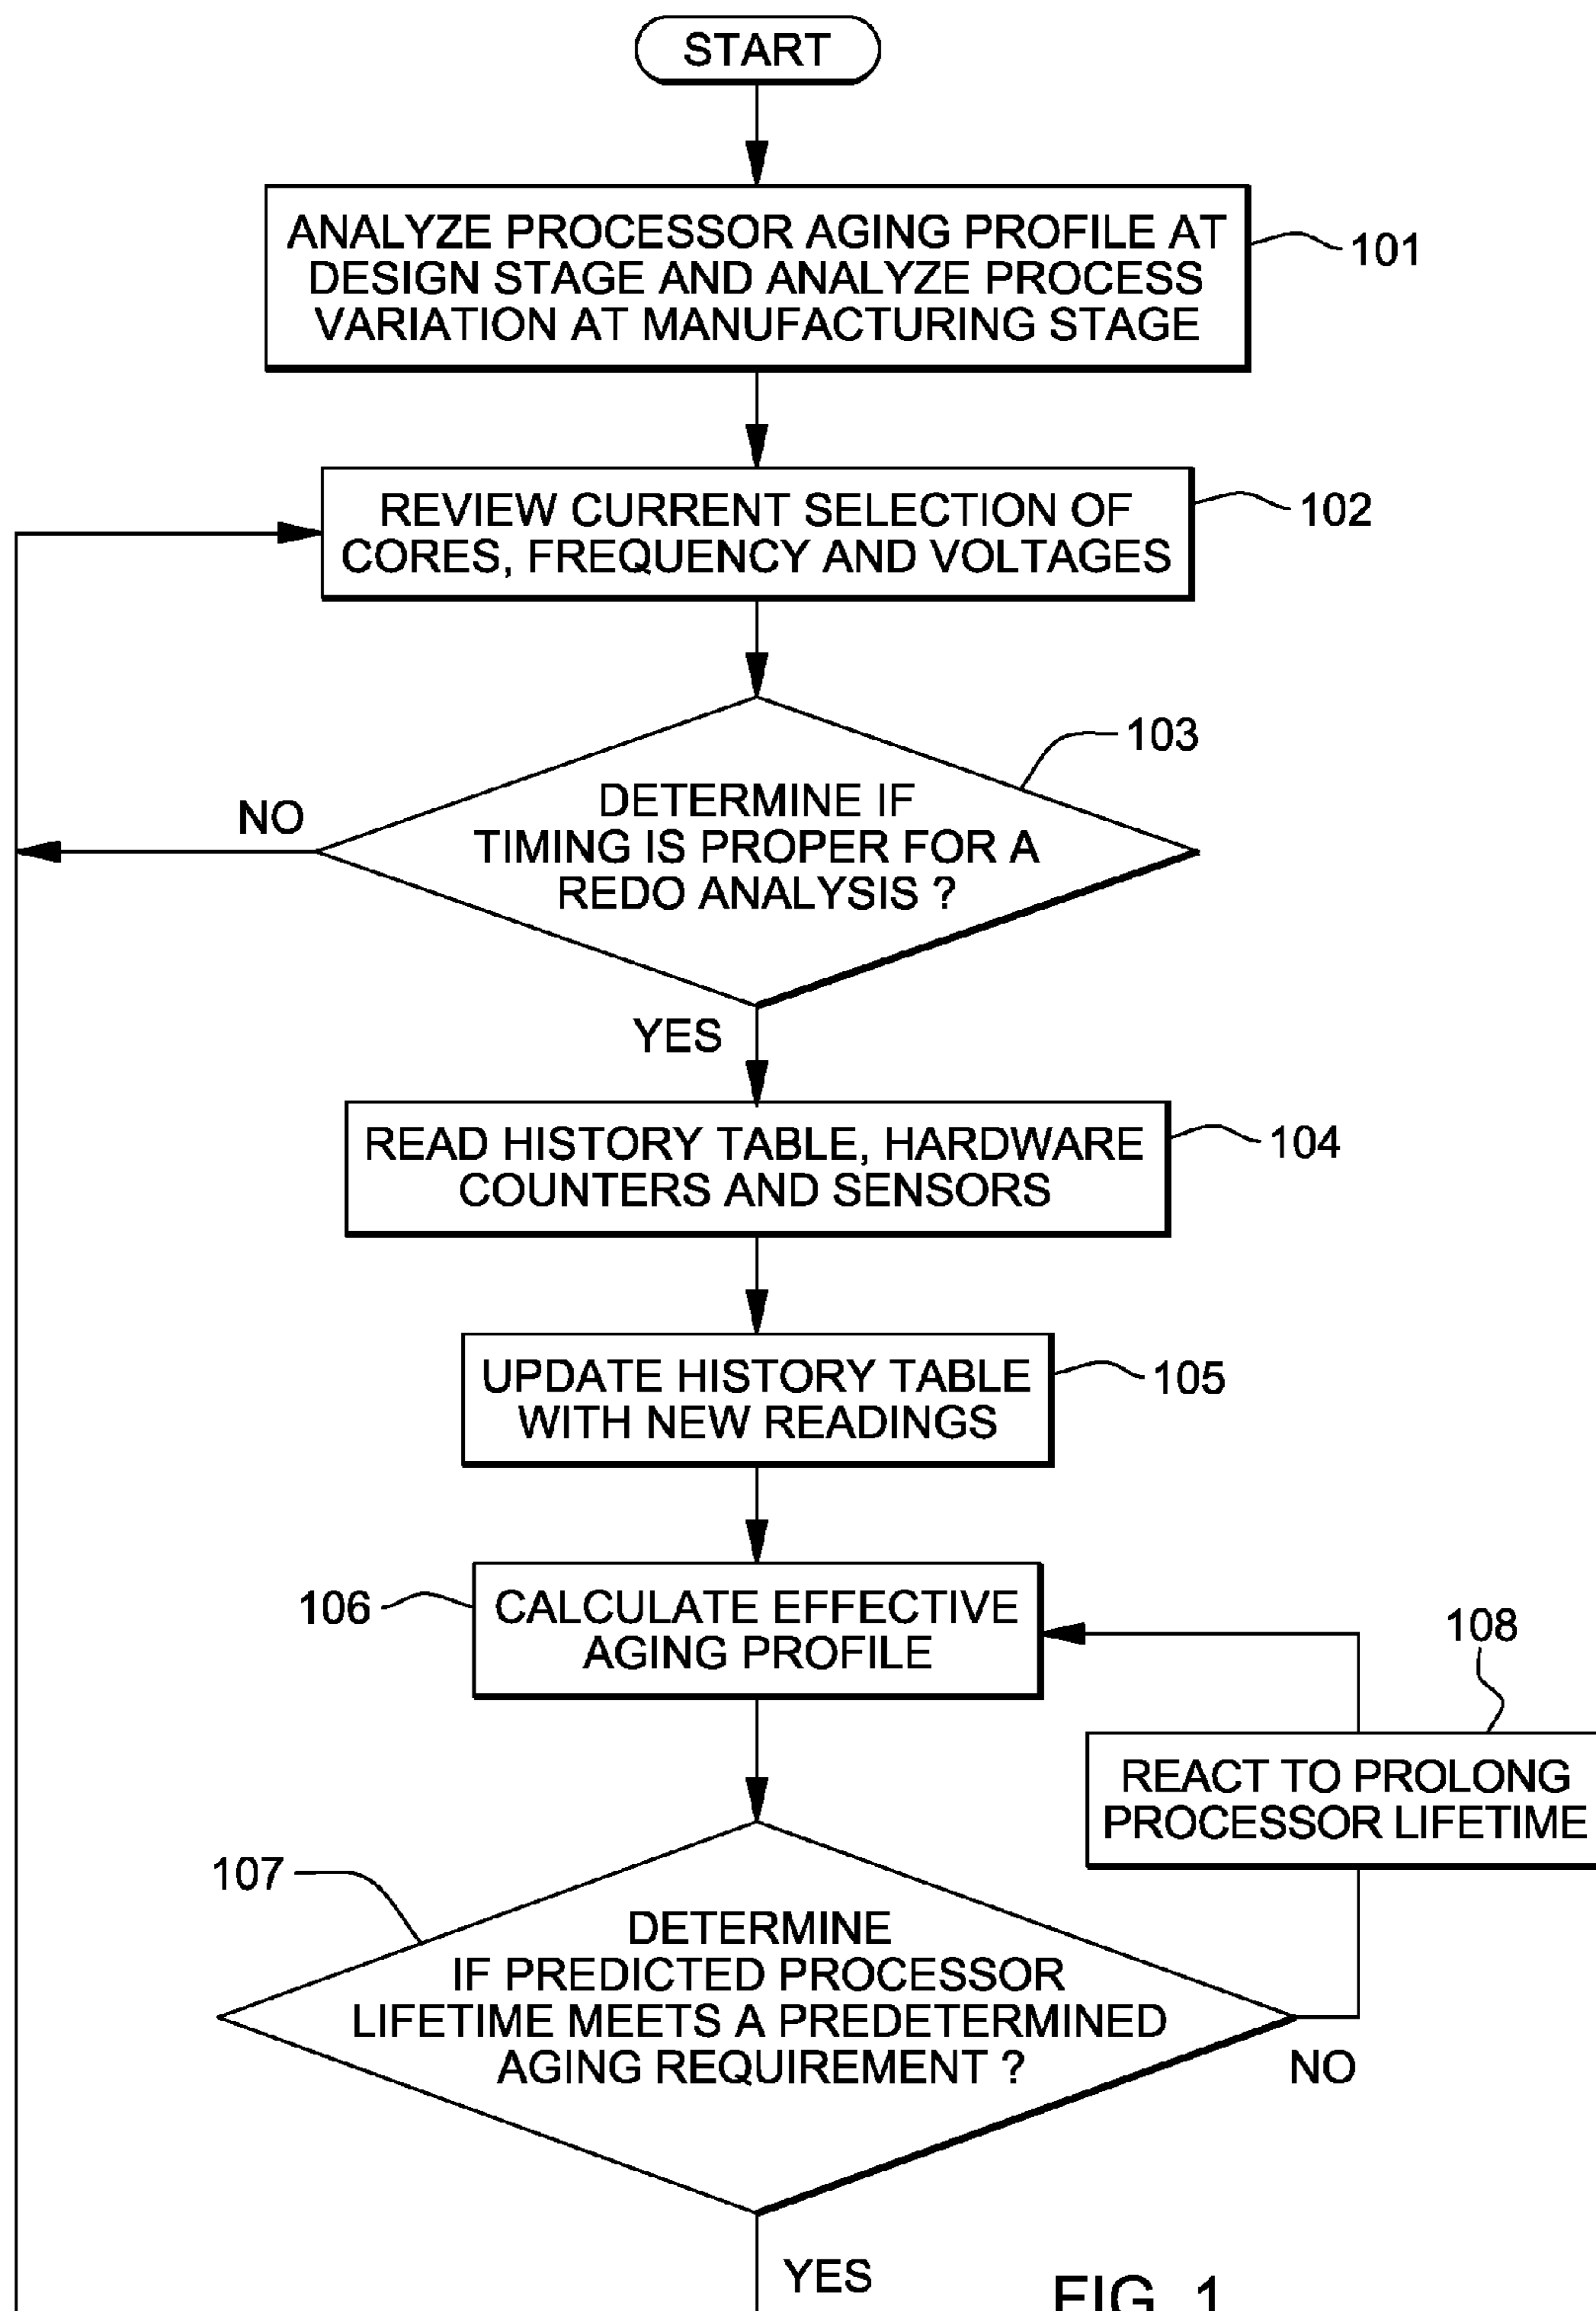 START
ANALYZE PROCESSOR AGING PROFILE AT
DESIGN STAGE AND ANALYZE PROCESS
VARIATION AT MANUFACTURING STAGE
101
REVIEW CURRENT SELECTION OF
CORES, FREQUENCY AND VOLTAGES
102
103
DETERMINE IF
TIMING IS PROPER FOR A
REDO ANALYSIS ?
NO
YES
READ HISTORY TABLE, HARDWARE
COUNTERS AND SENSORS
104
UPDATE HISTORY TABLE
WITH NEW READINGS
105
106
CALCULATE EFFECTIVE
AGING PROFILE
108
REACT TO PROLONG
PROCESSOR LIFETIME
107
DETERMINE
IF PREDICTED PROCESSOR
LIFETIME MEETS A PREDETERMINED
AGING REQUIREMENT ?
NO
YES
FIG. 1